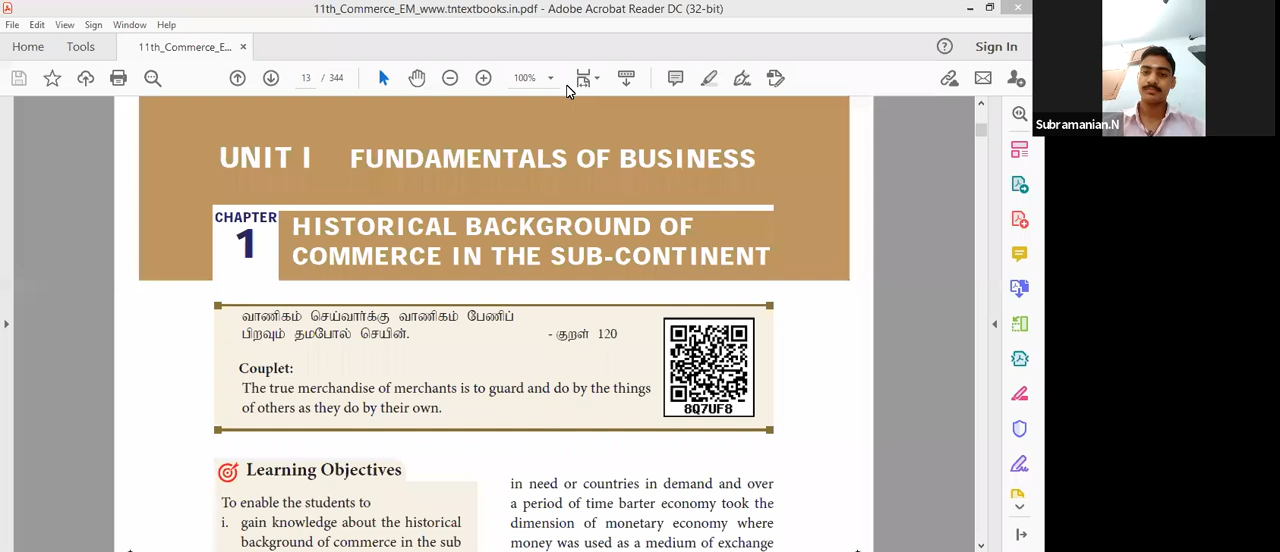 11th_Commerce_EM_www.tntextbooks.in.pdf - Adobe Acrobat Reader DC (32-bit)
File Edit View Sign Window Help
Home Tools 11th_Commerce_E... × Sign In
13 / 344 100%
Subramanian.N
UNIT I FUNDAMENTALS OF BUSINESS
CHAPTER
1
HISTORICAL BACKGROUND OF
COMMERCE IN THE SUB-CONTINENT
வாணிகம் செய்வார்க்கு வாணிகம் பேணிப்
பிறவும் தமபோல் செயின். - குறள் 120
Couplet:
The true merchandise of merchants is to guard and do by the things
of others as they do by their own.
8Q7UF8
Learning Objectives
To enable the students to
i. gain knowledge about the historical
background of commerce in the sub
in need or countries in demand and over
a period of time barter economy took the
dimension of monetary economy where
money was used as a medium of exchange